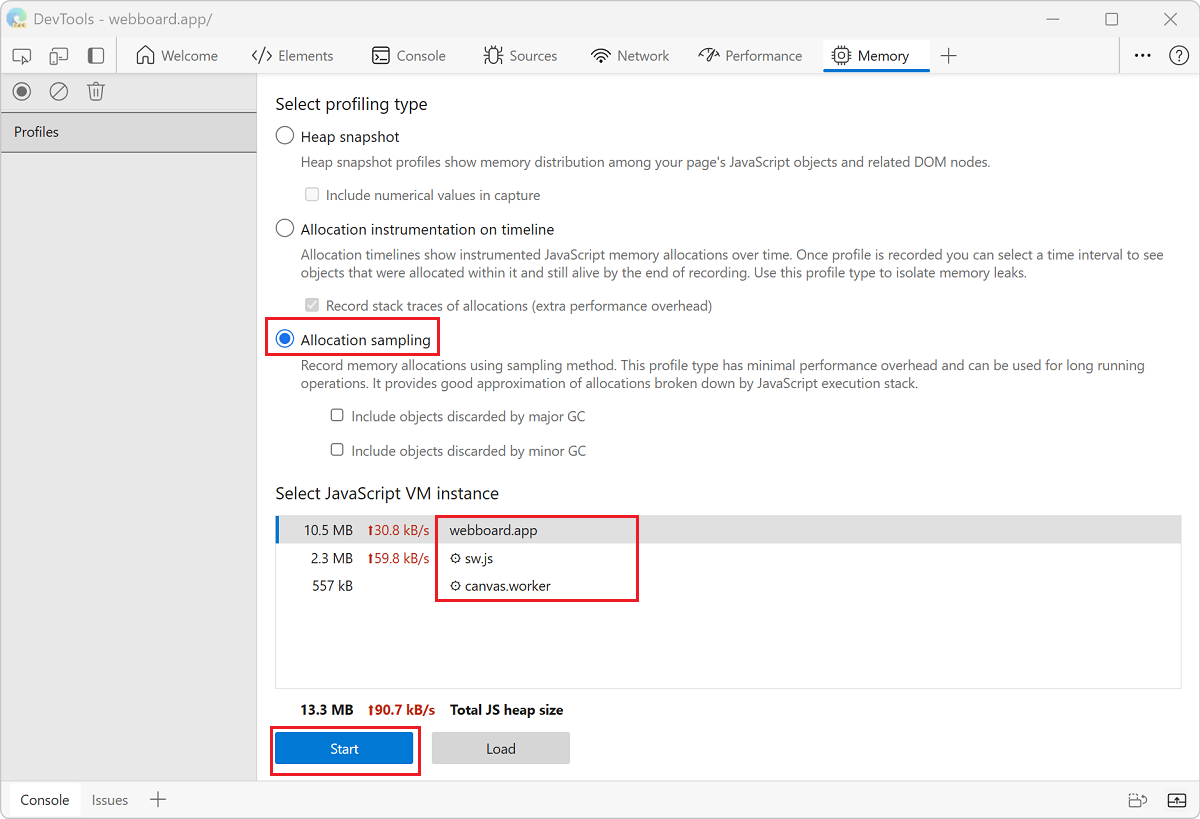 DevTools - webboard.app/
Welcome Elements Console Sources Network Performance Memory
Profiles
Select profiling type
Heap snapshot
Heap snapshot profiles show memory distribution among your page's JavaScript objects and related DOM nodes.
Include numerical values in capture
Allocation instrumentation on timeline
Allocation timelines show instrumented JavaScript memory allocations over time. Once profile is recorded you can select a time interval to see
objects that were allocated within it and still alive by the end of recording. Use this profile type to isolate memory leaks.
Record stack traces of allocations (extra performance overhead)
Allocation sampling
Record memory allocations using sampling method. This profile type has minimal performance overhead and can be used for long running
operations. It provides good approximation of allocations broken down by JavaScript execution stack.
Include objects discarded by major GC
Include objects discarded by minor GC
Select JavaScript VM instance
10.5 MB ↑30.8 kB/s webboard.app
2.3 MB ↑59.8 kB/s sw.js
557 kB canvas.worker
13.3 MB ↑90.7 kB/s Total JS heap size
Start Load
Console Issues